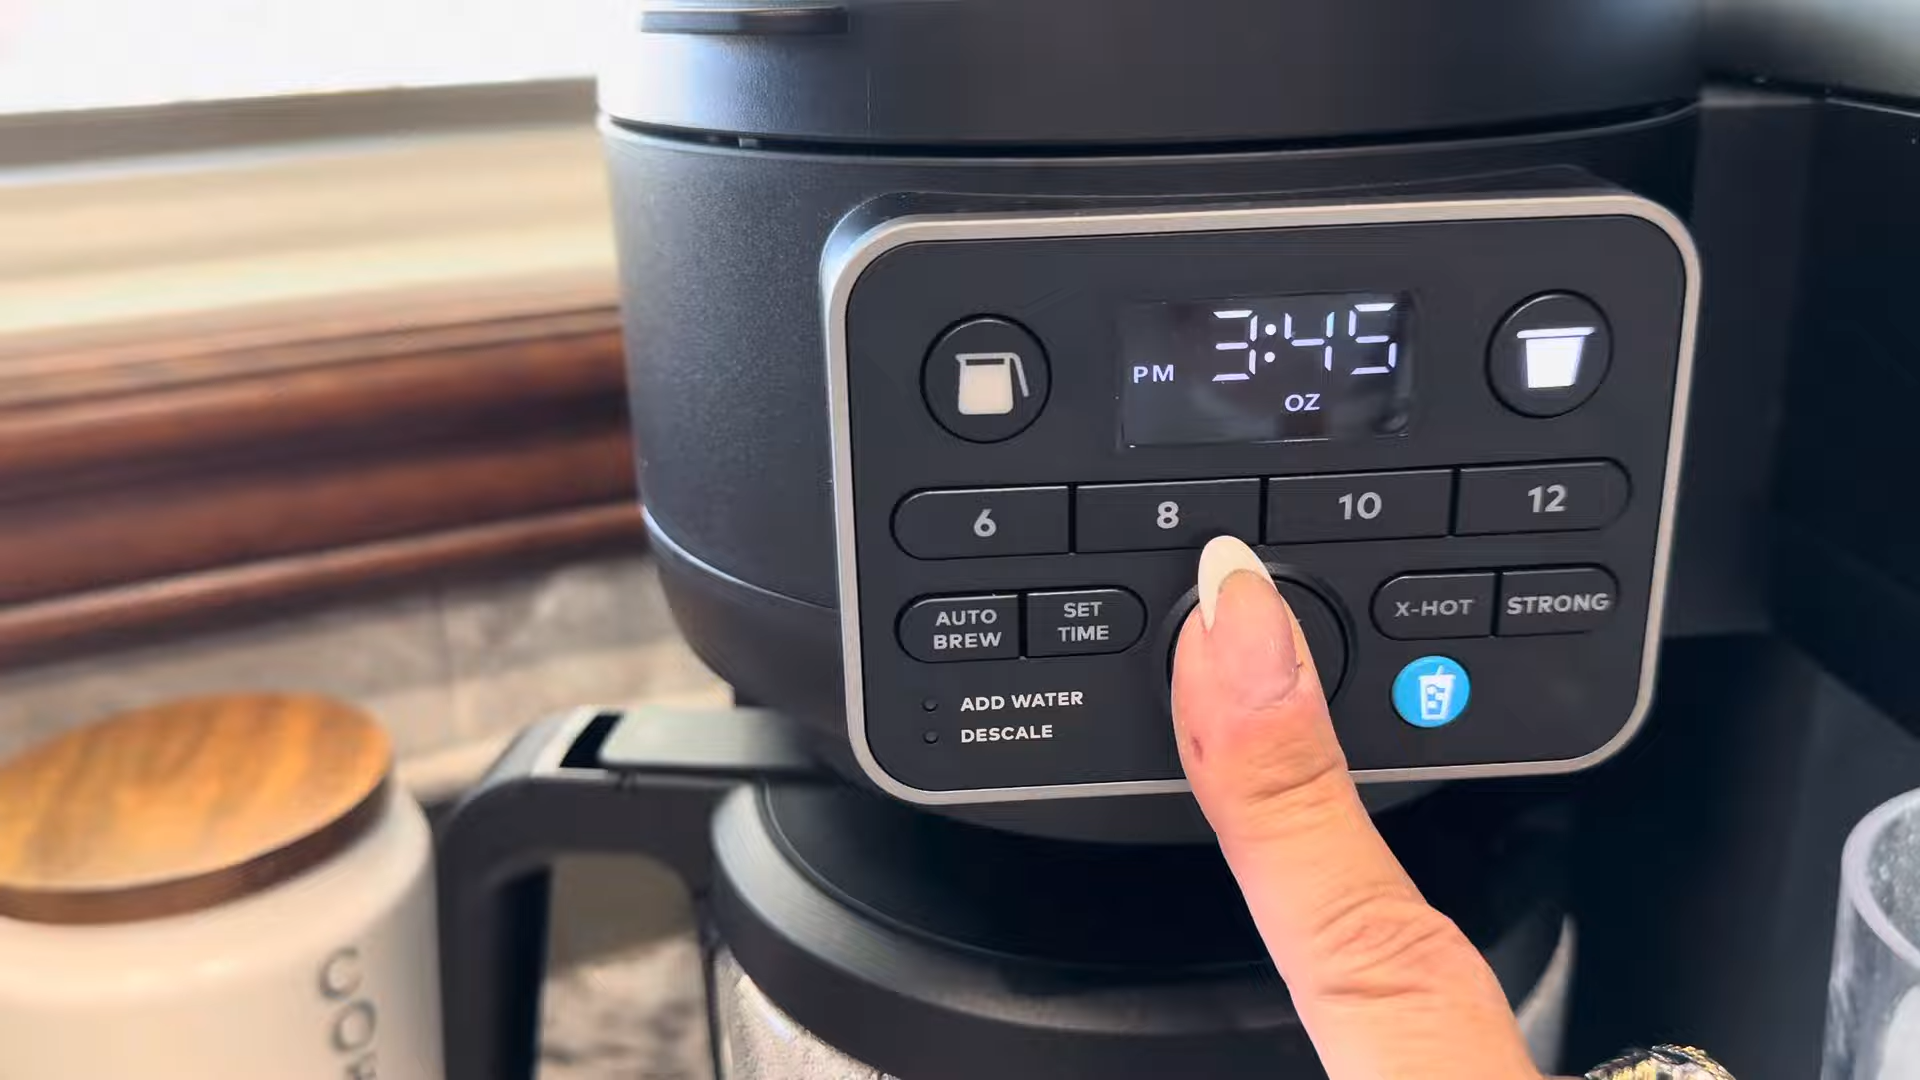 3:45
PM
OZ
6
8
10
12
AUTO
BREW
SET
TIME
X-HOT
STRONG
ADD WATER
DESCALE